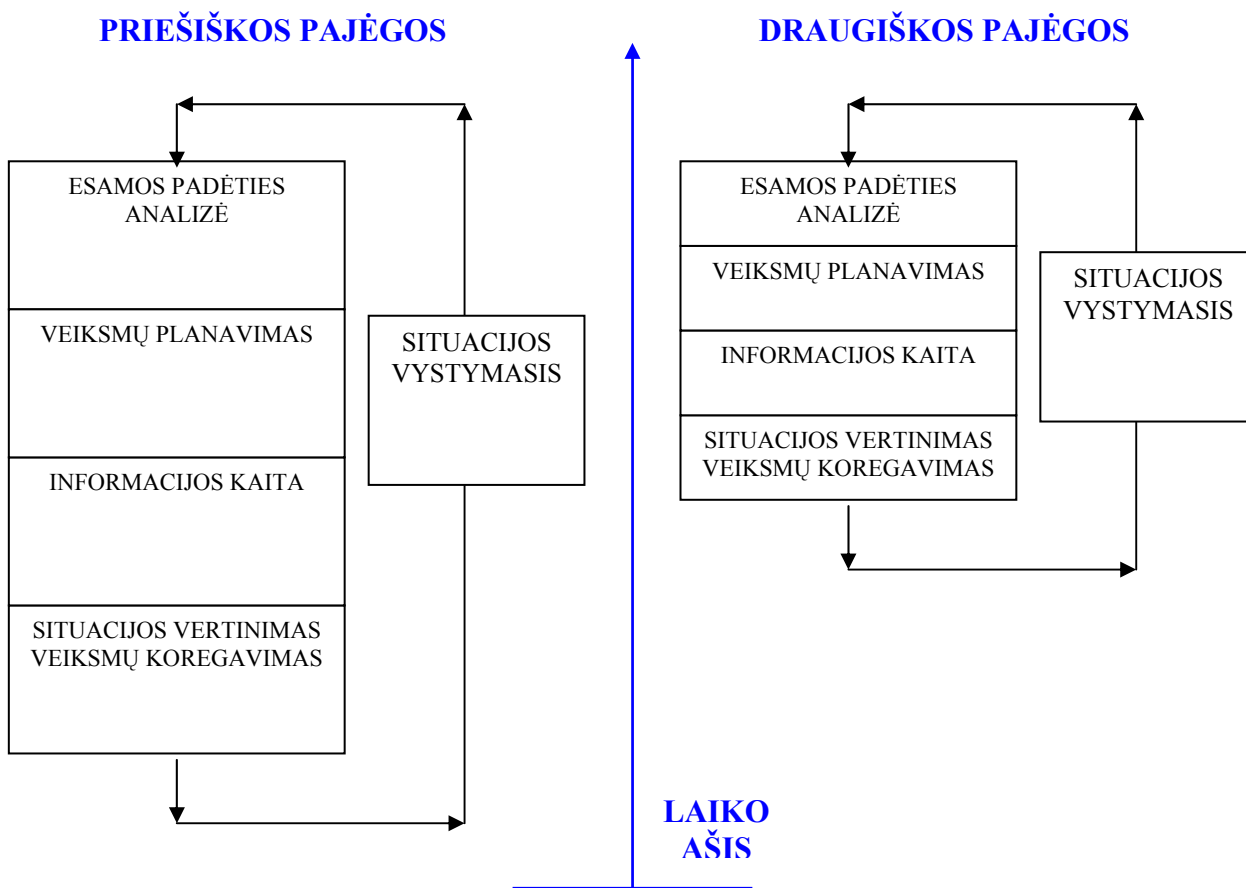 PRIEŠIŠKOS PAJĖGOS
ESAMOS PADĖTIES
ANALIZĖ
VEIKSMŲ PLANAVIMAS
INFORMACIJOS KAITA
SITUACIJOS VERTINIMAS
VEIKSMŲ KOREGAVIMAS
SITUACIJOS
VYSTYMASIS
DRAUGIŠKOS PAJĖGOS
ESAMOS PADĖTIES
ANALIZĖ
VEIKSMŲ PLANAVIMAS
INFORMACIJOS KAITA
SITUACIJOS VERTINIMAS
VEIKSMŲ KOREGAVIMAS
SITUACIJOS
VYSTYMASIS
LAIKO
AŠIS